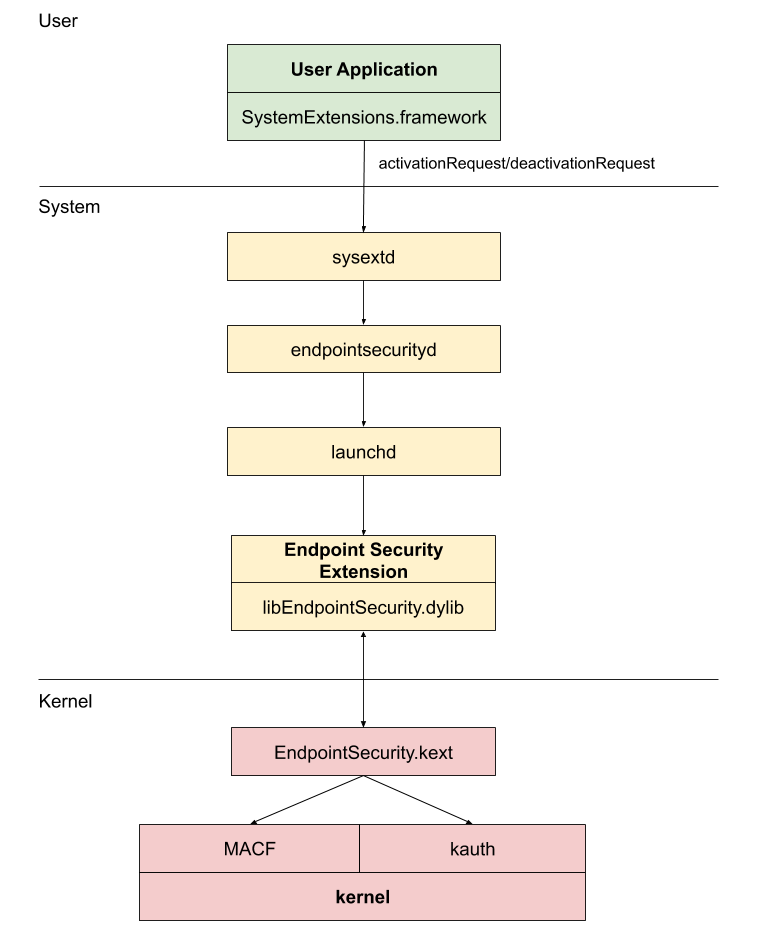 User
User Application
SystemExtensions.framework
activationRequest/deactivationRequest
System
sysextd
endpointsecurityd
launchd
Endpoint Security
Extension
libEndpointSecurity.dylib
Kernel
EndpointSecurity.kext
MACF
kauth
kernel